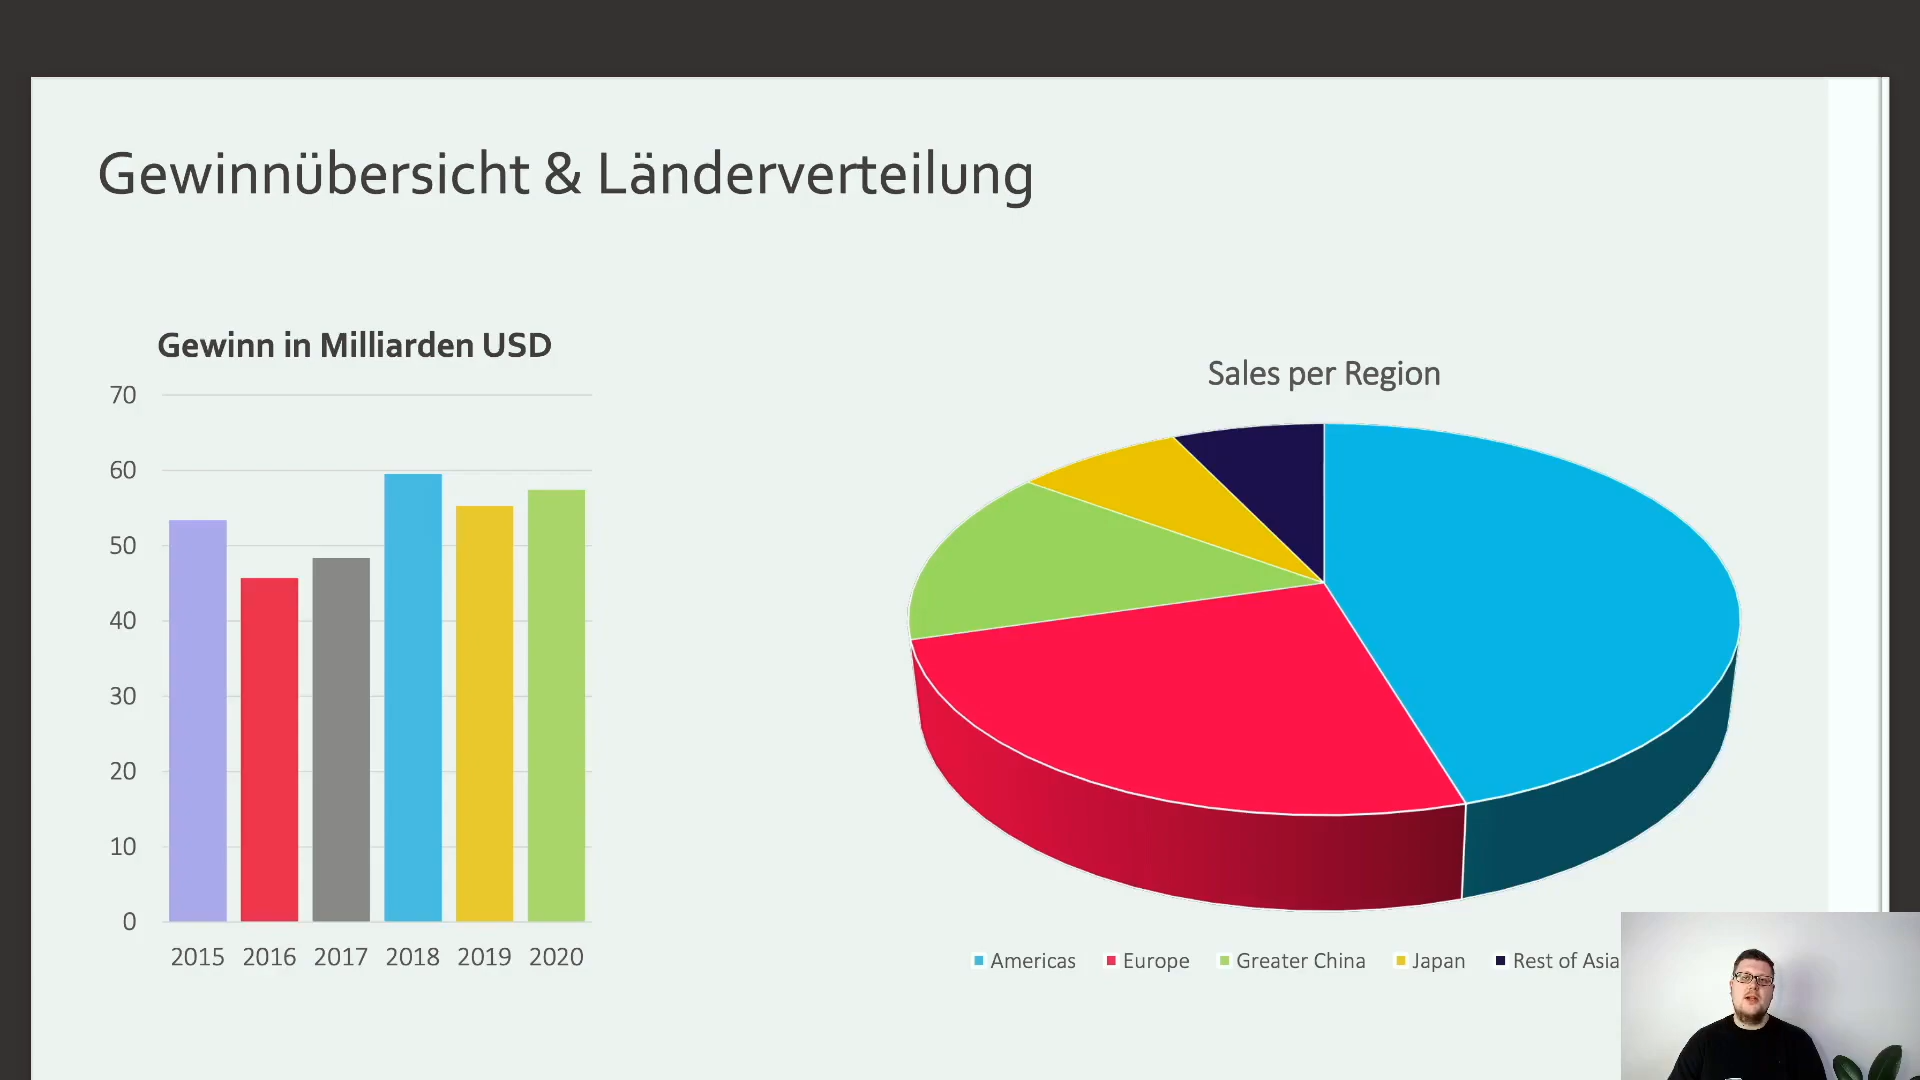 Gewinnübersicht & Länderverteilung
Gewinn in Milliarden USD
70
60
50
40
30
20
10
0
2015 2016 2017 2018 2019 2020
Sales per Region
Americas Europe Greater China Japan Rest of Asia